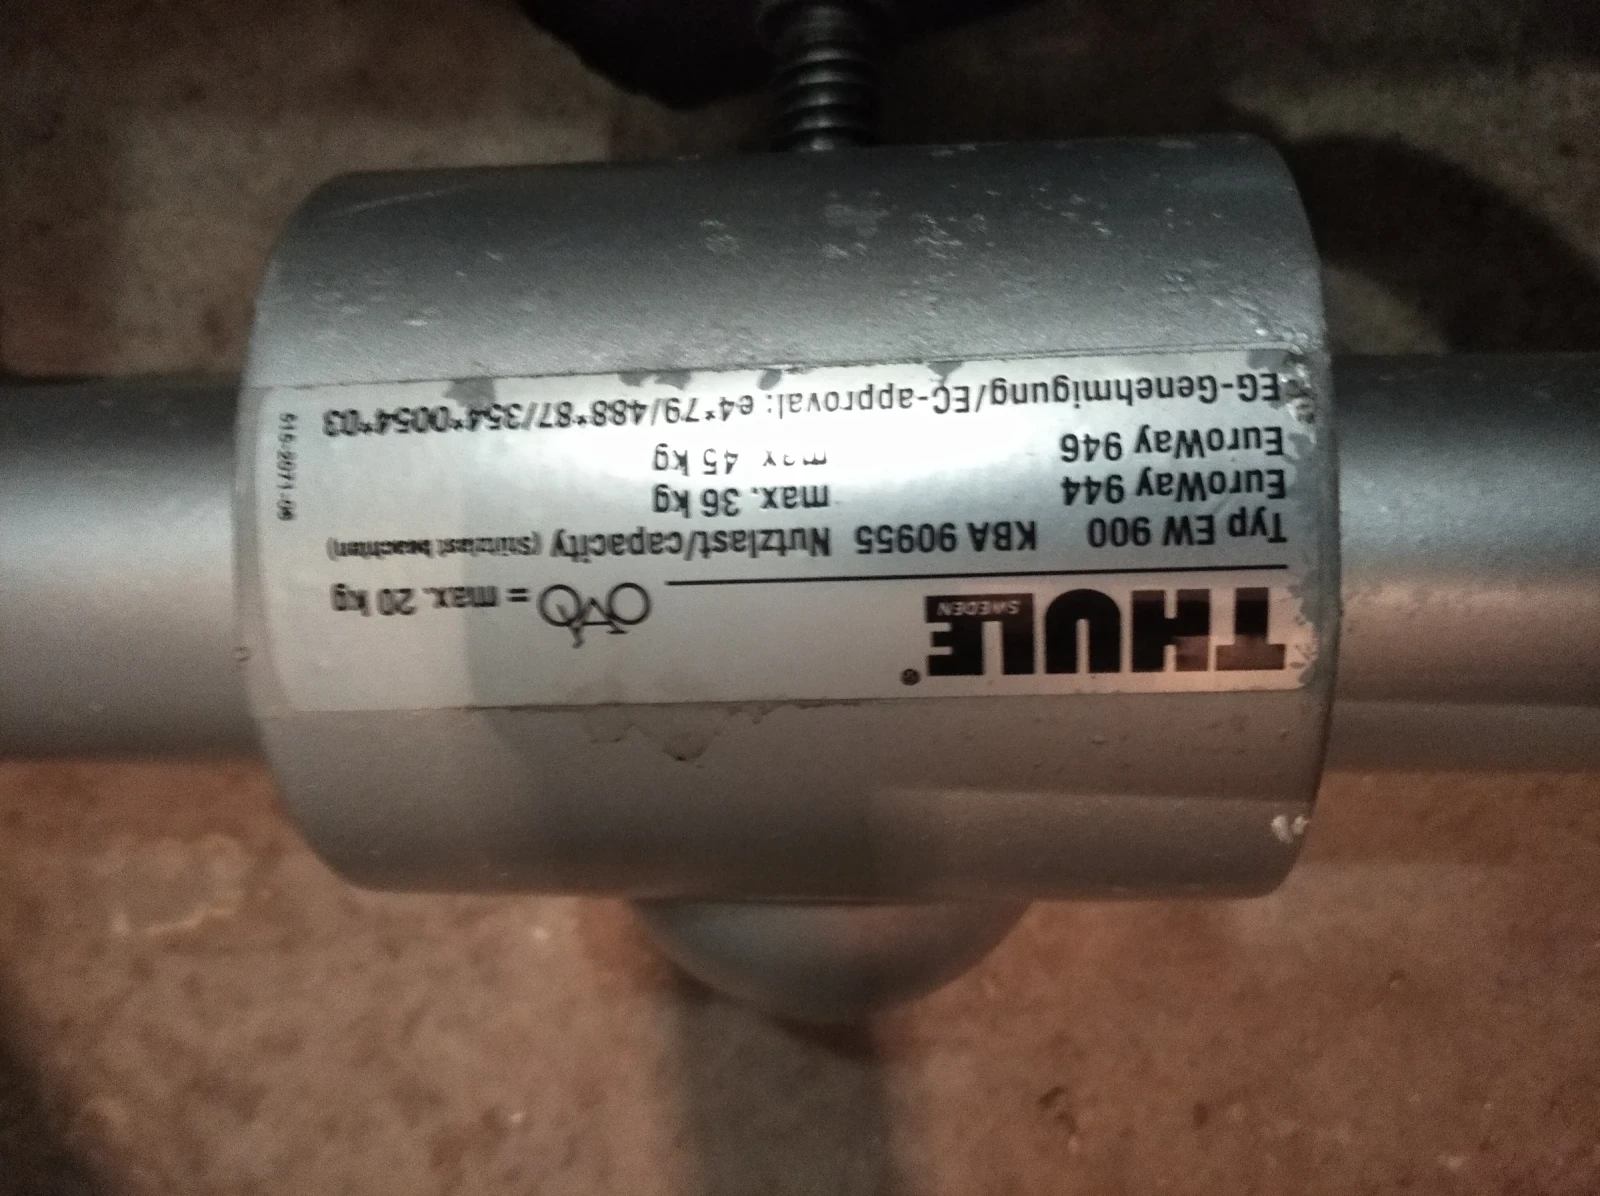 THULE®
SWEDEN
= max. 20 kg
Typ EW 900 KBA 90955 Nutzlast/capacity (Stützlast beachten)
EuroWay 944 max. 36 kg
EuroWay 946 max. 45 kg
EG-Genehmigung/EC-approval: e4*79/488*87/354*0054*03